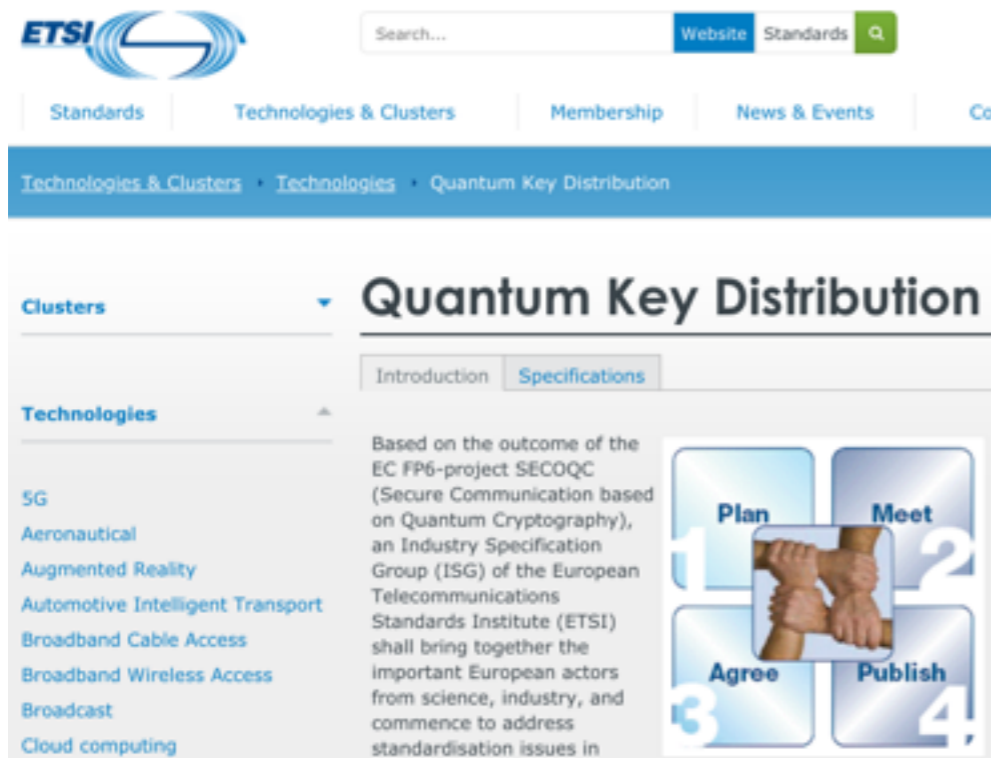 ETSI
Search...
Website Standards
Standards
Technologies & Clusters
Membership
News & Events
Co
Technologies & Clusters
Technologies
Quantum Key Distribution
Clusters
Technologies
5G
Aeronautical
Augmented Reality
Automotive Intelligent Transport
Broadband Cable Access
Broadband Wireless Access
Broadcast
Cloud computing
Quantum Key Distribution
Introduction
Specifications
Based on the outcome of the
EC FP6-project SECOQC
(Secure Communication based
on Quantum Cryptography),
an Industry Specification
Group (ISG) of the European
Telecommunications
Standards Institute (ETSI)
shall bring together the
important European actors
from science, industry, and
commence to address
standardisation issues in
Plan
1
Meet
2
Agree
3
Publish
4